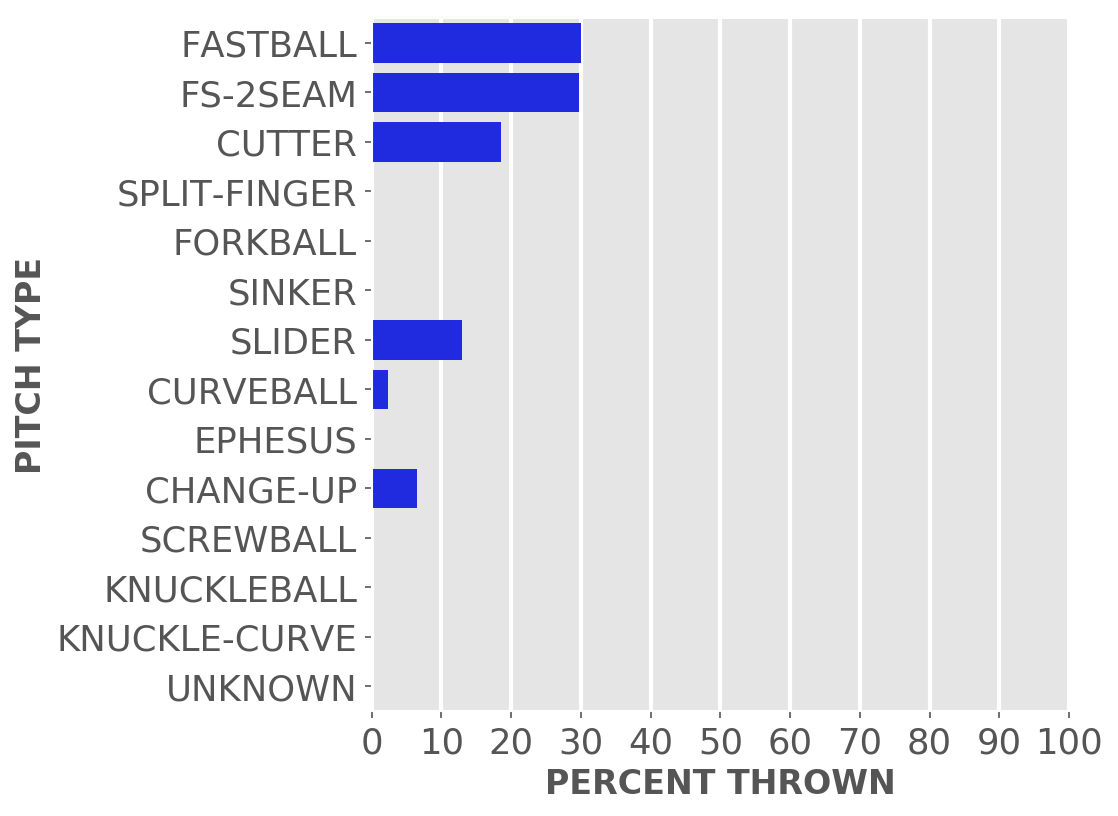 FASTBALL
FS-2SEAM
CUTTER
SPLIT-FINGER
FORKBALL
SINKER
SLIDER
CURVEBALL
EPHESUS
CHANGE-UP
SCREWBALL
KNUCKLEBALL
KNUCKLE-CURVE
UNKNOWN
PITCH TYPE
0 10 20 30 40 50 60 70 80 90 100
PERCENT THROWN